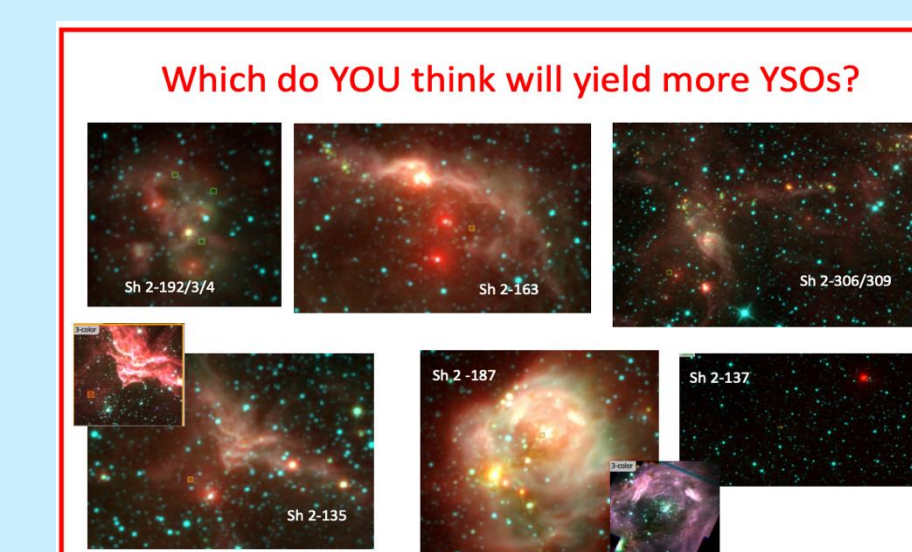 Which do YOU think will yield more YSOs?
Sh 2-192/3/4
Sh 2-163
Sh 2-306/309
3-color
Sh 2-135
Sh 2 -187
3-color
Sh 2-137